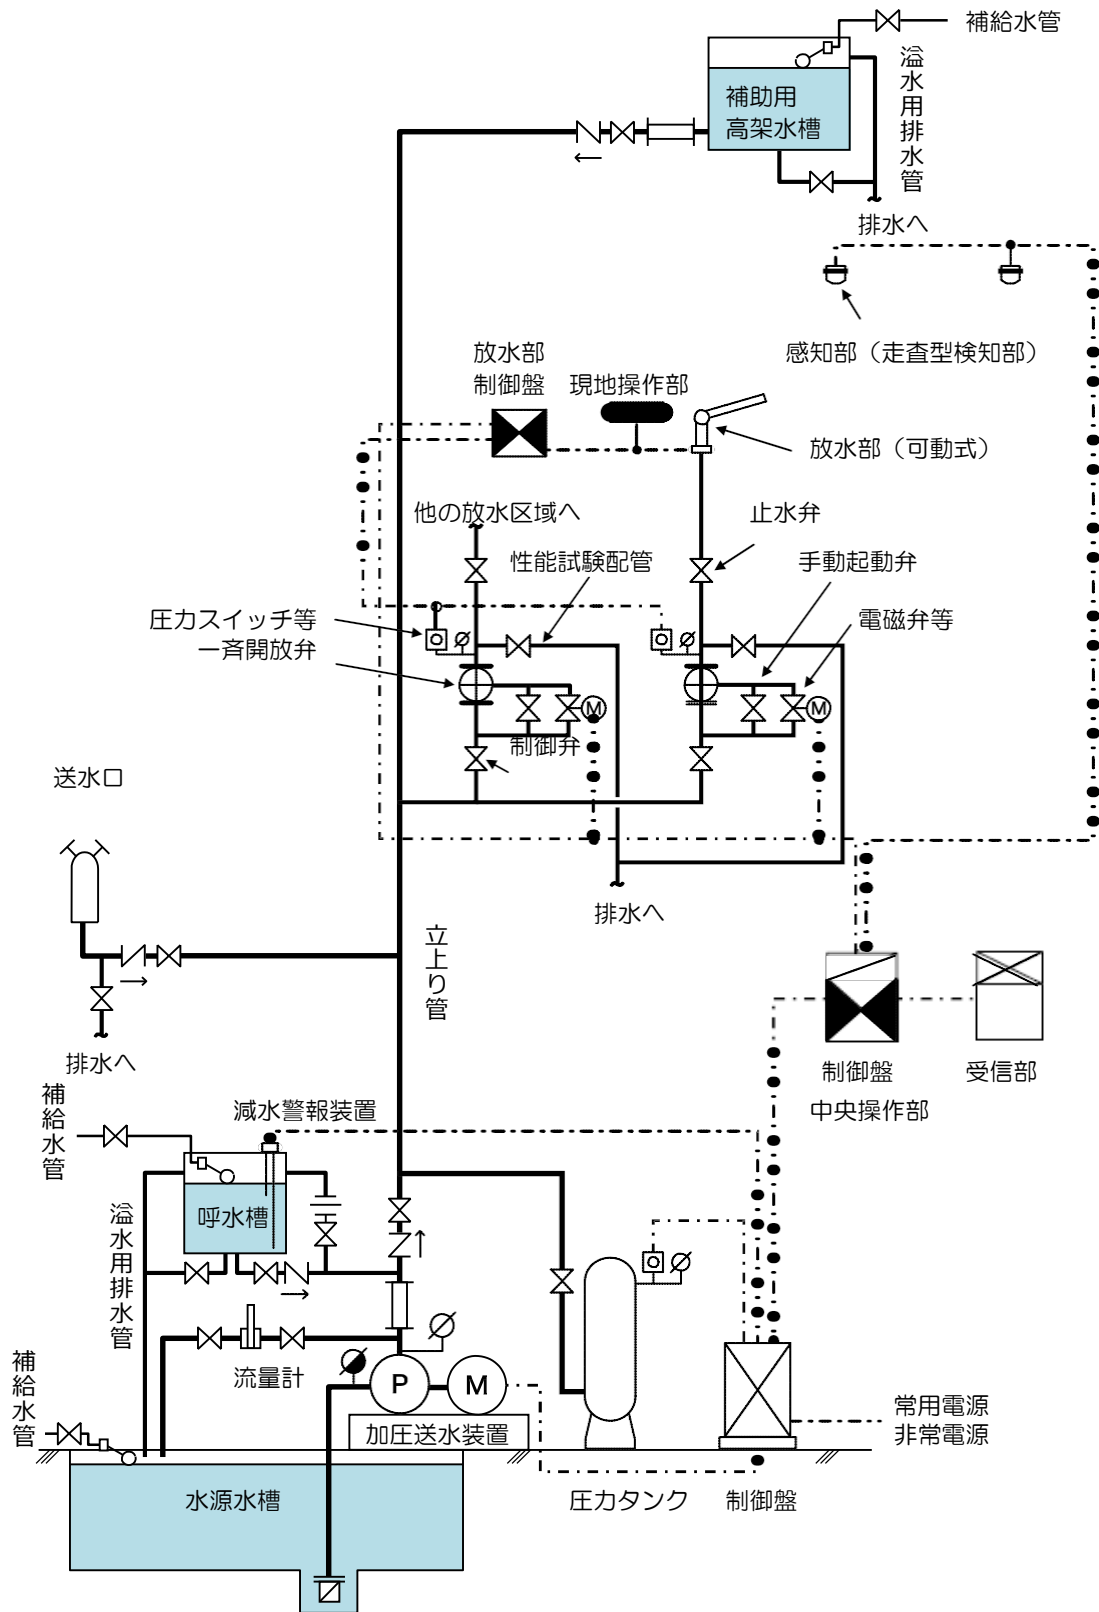 補給水管
溢水用排水管
補助用
高架水槽
排水へ
感知部（走査型検知部）
放水部
制御盤
現地操作部
放水部（可動式）
他の放水区域へ
止水弁
性能試験配管
手動起動弁
圧力スイッチ等
電磁弁等
一斉開放弁
M
M
制御弁
送水口
排水へ
立上り管
排水へ
制御盤
中央操作部
受信部
補給水管
減水警報装置
呼水槽
溢水用排水管
流量計
補給水管
P
M
加圧送水装置
常用電源
非常電源
水源水槽
圧力タンク
制御盤